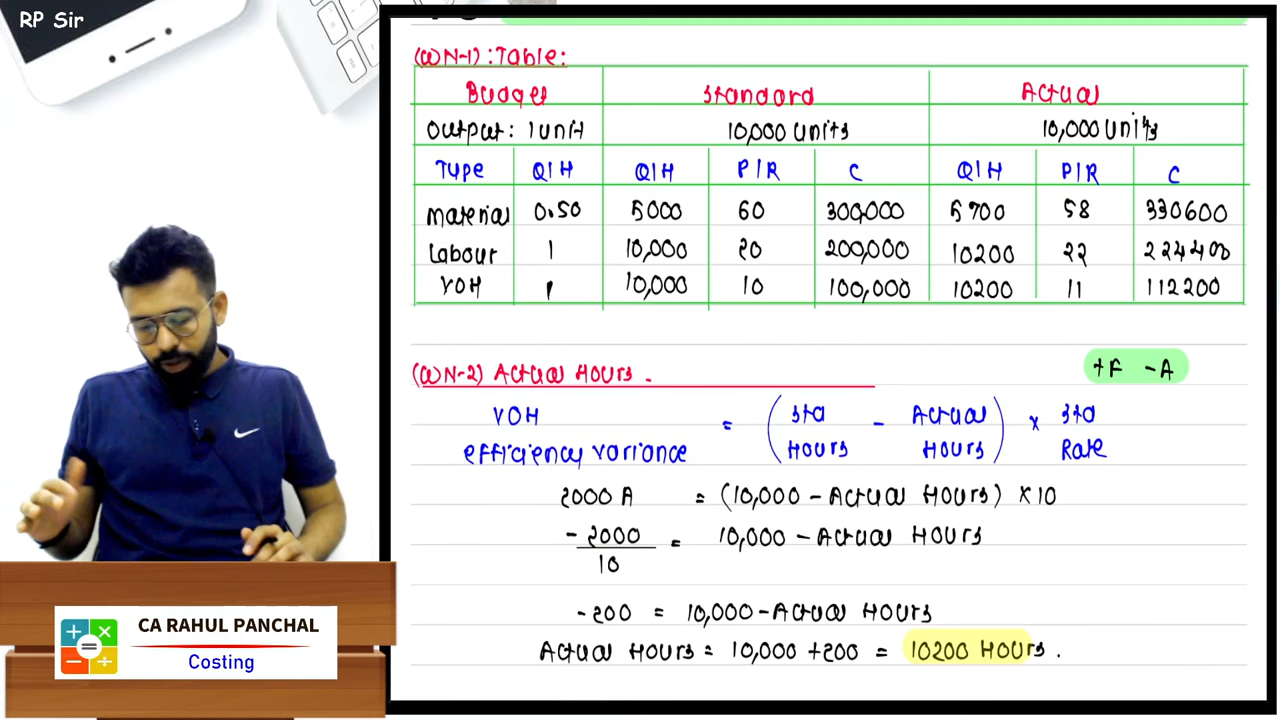 RP Sir
(WN-1) : Table:
Budget Standard Actual
Output: 1 unit 10,000 units 10,000 units
Type Q/H Q/H P/R C Q/H P/R C
Material 0.50 5000 60 300,000 5700 58 330600
Labour 1 10,000 20 200,000 10200 22 224400
VOH 1 10,000 10 100,000 10200 11 112200
(WN-2) Actual Hours.
+F -A
VOH efficiency variance = (Std Hours - Actual Hours) × Std Rate
2000 A = (10,000 - Actual Hours) × 10
-2000/10 = 10,000 - Actual Hours
-200 = 10,000 - Actual Hours
Actual Hours = 10,000 + 200 = 10200 Hours.
CA RAHUL PANCHAL
Costing